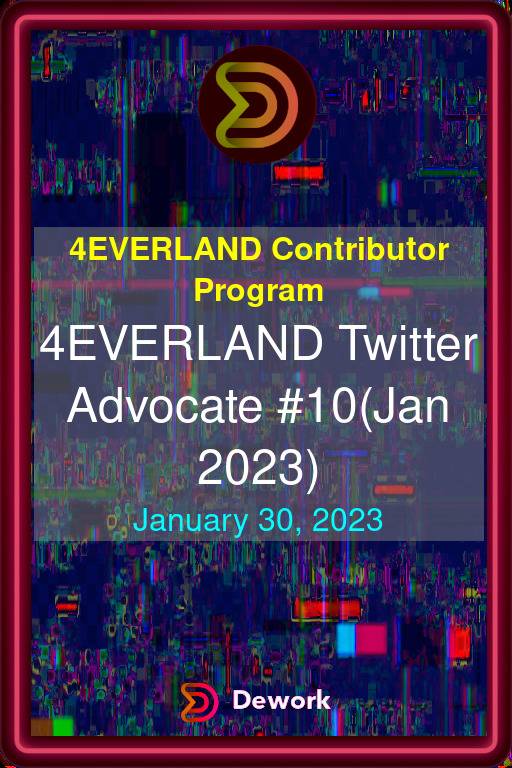 4EVERLAND Contributor
Program
4EVERLAND Twitter
Advocate #10(Jan
2023)
January 30, 2023
Dework